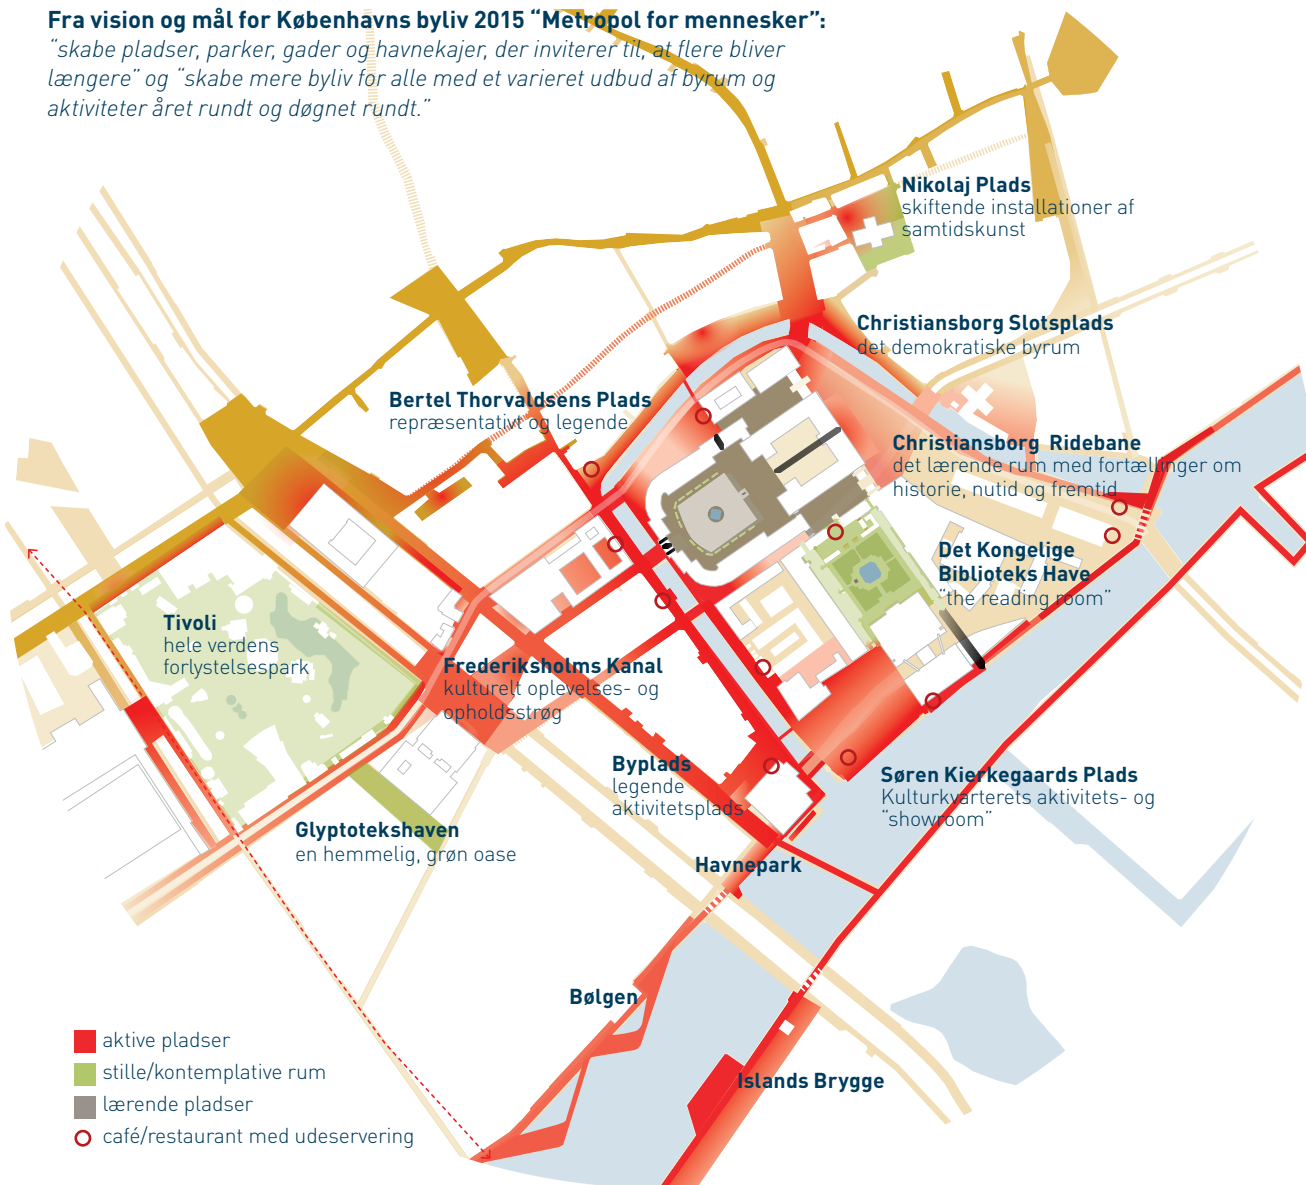 Fra vision og mål for Københavns byliv 2015 “Metropol for mennesker”:
“skabe pladser, parker, gader og havnekajer, der inviterer til, at flere bliver
længere” og “skabe mere byliv for alle med et varieret udbud af byrum og
aktiviteter året rundt og døgnet rundt.”
Nikolaj Plads
skiftende installationer af
samtidskunst
Christiansborg Slotsplads
det demokratiske byrum
Bertel Thorvaldsens Plads
repræsentativt og legende
Christiansborg Ridebane
det lærende rum med fortællinger om
historie, nutid og fremtid
Det Kongelige
Biblioteks Have
“the reading room”
Tivoli
hele verdens
forlystelsespark
Frederiksholms Kanal
kulturelt oplevelses- og
opholdsstrøg
Byplads
legende
aktivitetsplads
Søren Kierkegaards Plads
Kulturkvarterets aktivitets- og
“showroom”
Glyptotekshaven
en hemmelig, grøn oase
Havnepark
Bølgen
Islands Brygge
aktive pladser
stille/kontemplative rum
lærende pladser
café/restaurant med udeservering